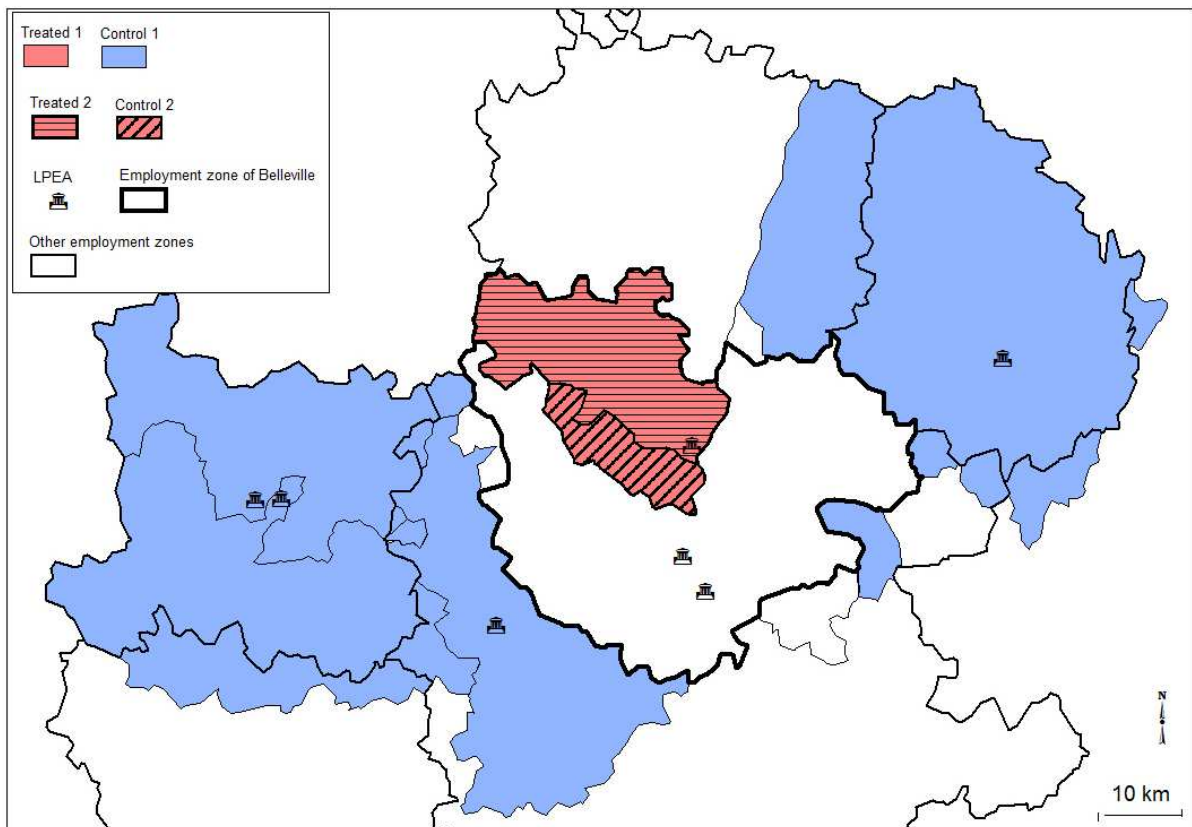 Treated 1 Control 1
Treated 2 Control 2
LPEA Employment zone of Belleville
Other employment zones
N
10 km